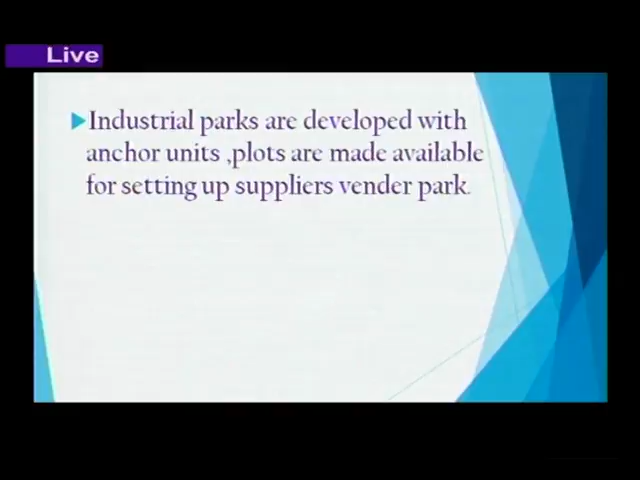 Live
Industrial parks are developed with
anchor units ,plots are made available
for setting up suppliers vender park.